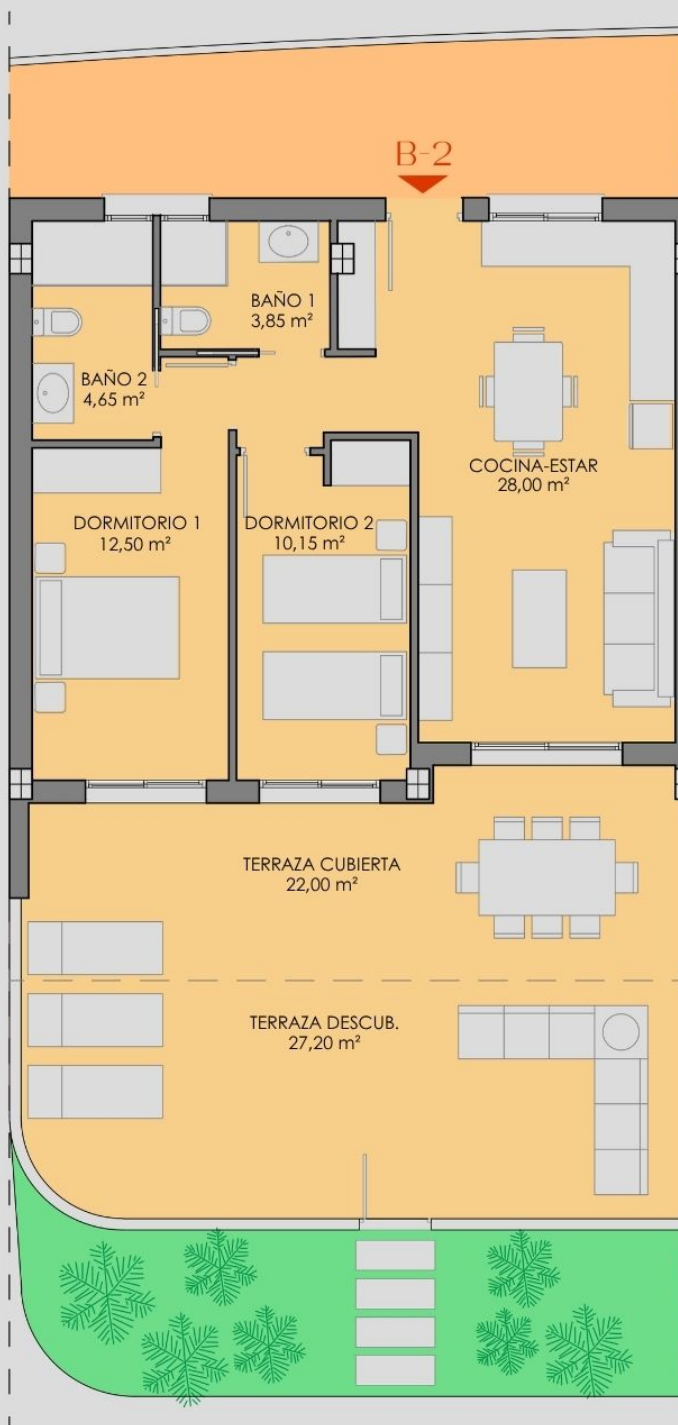 B-2
BAÑO 1
3,85 m²
BAÑO 2
4,65 m²
COCINA-ESTAR
28,00 m²
DORMITORIO 1
12,50 m²
DORMITORIO 2
10,15 m²
TERRAZA CUBIERTA
22,00 m²
TERRAZA DESCUB.
27,20 m²